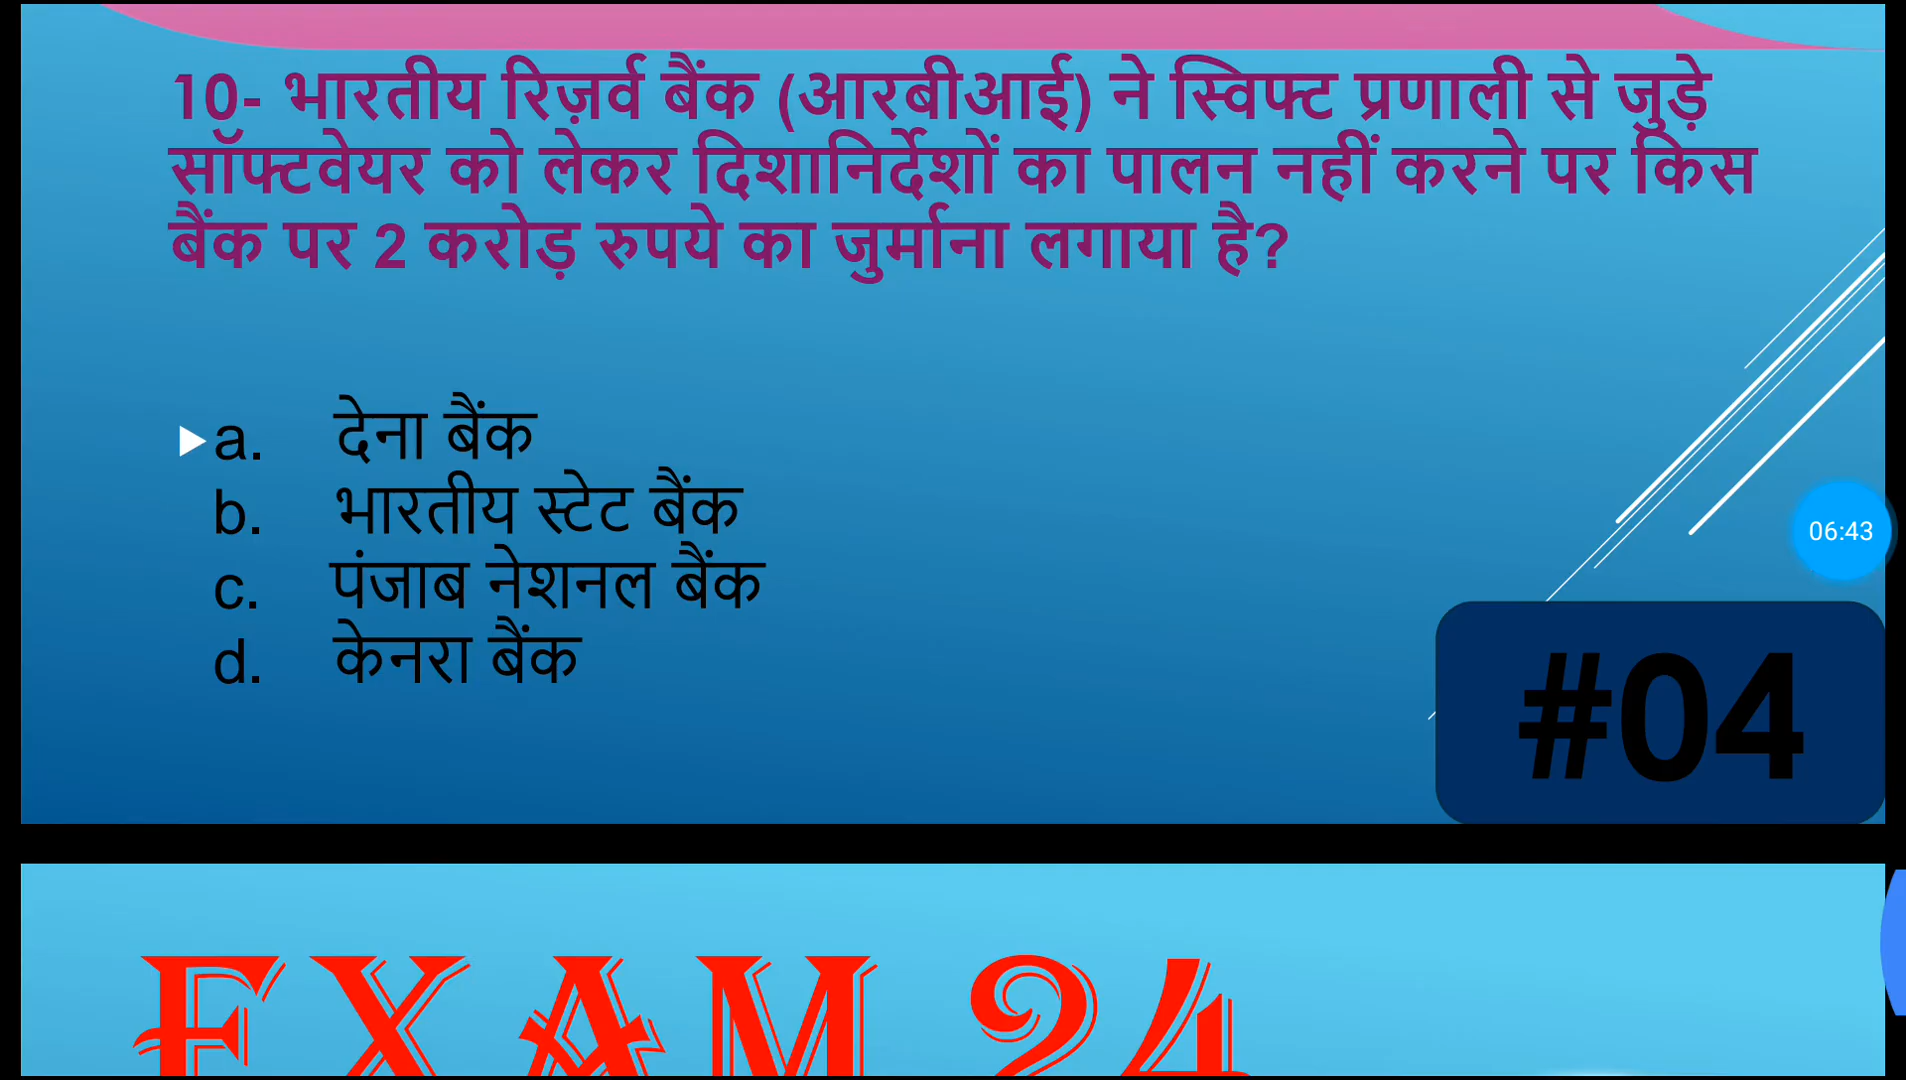 10- भारतीय रिज़र्व बैंक (आरबीआई) ने स्विफ्ट प्रणाली से जुड़े
सॉफ्टवेयर को लेकर दिशानिर्देशों का पालन नहीं करने पर किस
बैंक पर 2 करोड़ रुपये का जुर्माना लगाया है?
a. देना बैंक
b. भारतीय स्टेट बैंक
c. पंजाब नेशनल बैंक
d. केनरा बैंक
06:43
#04
EXAM 24